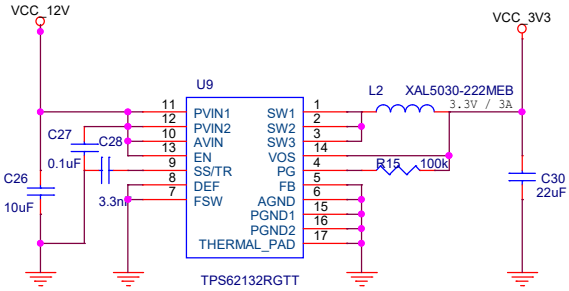 VCC_12V
VCC_3V3
U9
L2 XAL5030-222MEB
3.3V / 3A
11 PVIN1 SW1 1
12 PVIN2 SW2 2
10 AVIN SW3 3
13 EN VOS 14
9 SS/TR PG 4
8 DEF FB 5
7 FSW AGND 6
PGND1 15
PGND2 16
THERMAL_PAD 17
C27
0.1uF
C28
3.3n
R15 100k
C26
10uF
C30
22uF
TPS62132RGTT